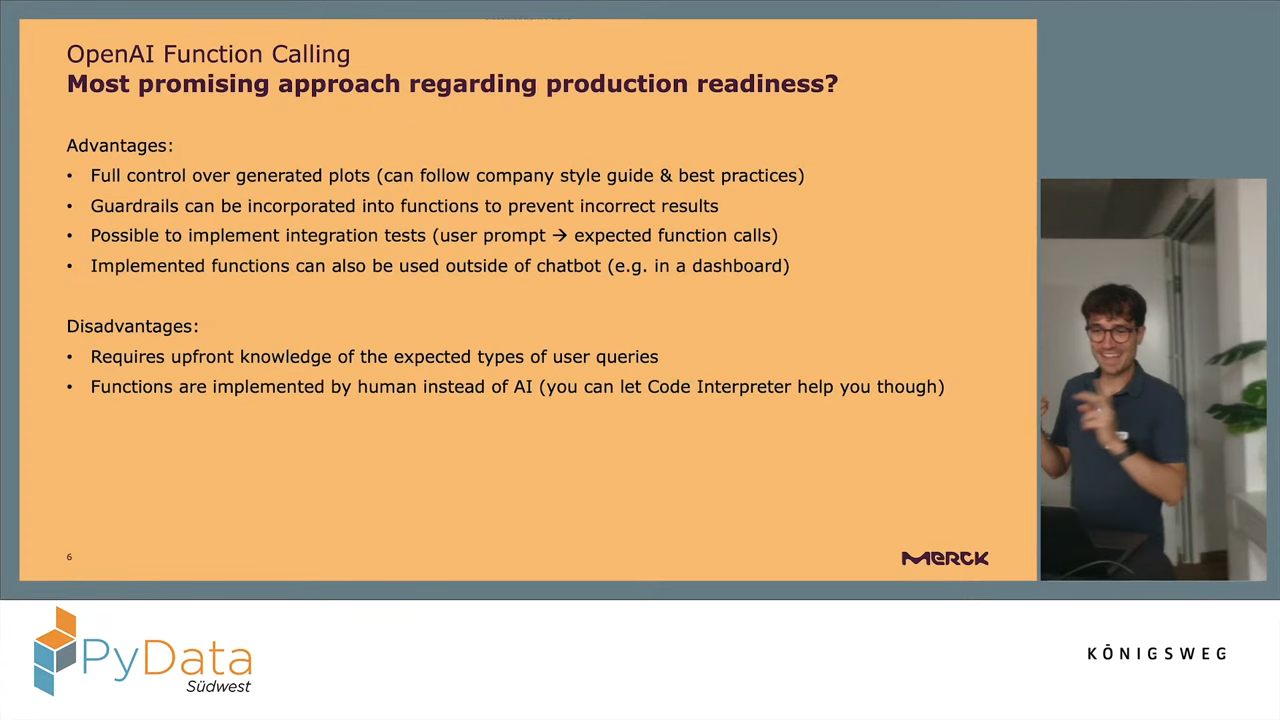 OpenAI Function Calling
Most promising approach regarding production readiness?
Advantages:
• Full control over generated plots (can follow company style guide & best practices)
• Guardrails can be incorporated into functions to prevent incorrect results
• Possible to implement integration tests (user prompt → expected function calls)
• Implemented functions can also be used outside of chatbot (e.g. in a dashboard)
Disadvantages:
• Requires upfront knowledge of the expected types of user queries
• Functions are implemented by human instead of AI (you can let Code Interpreter help you though)
6
MERCK
PyData
Südwest
KÖNIGSWEG